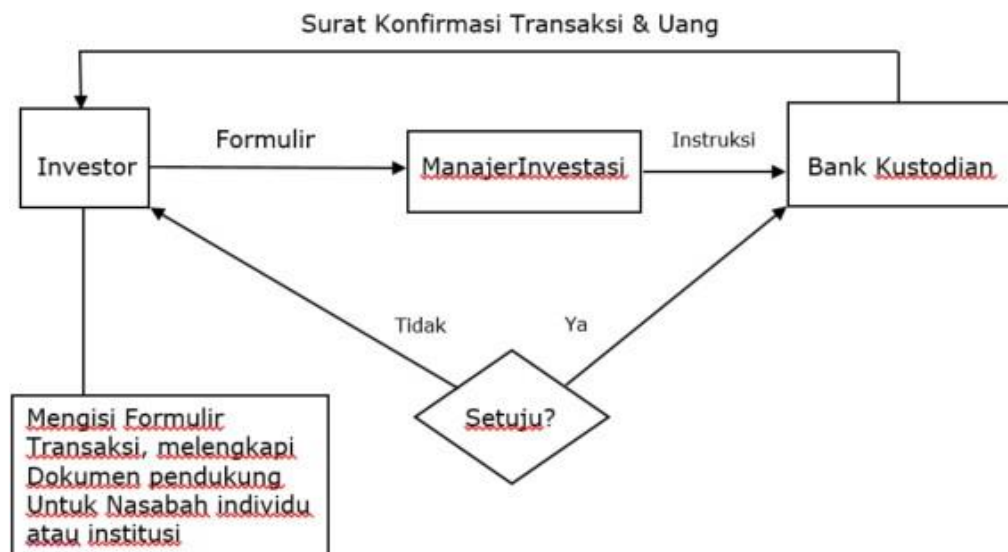 Surat Konfirmasi Transaksi & Uang
Formulir
Instruksi
Investor
ManajerInvestasi
Bank Kustodian
Tidak
Ya
Setuju?
Mengisi Formulir
Transaksi, melengkapi
Dokumen pendukung
Untuk Nasabah individu
atau institusi